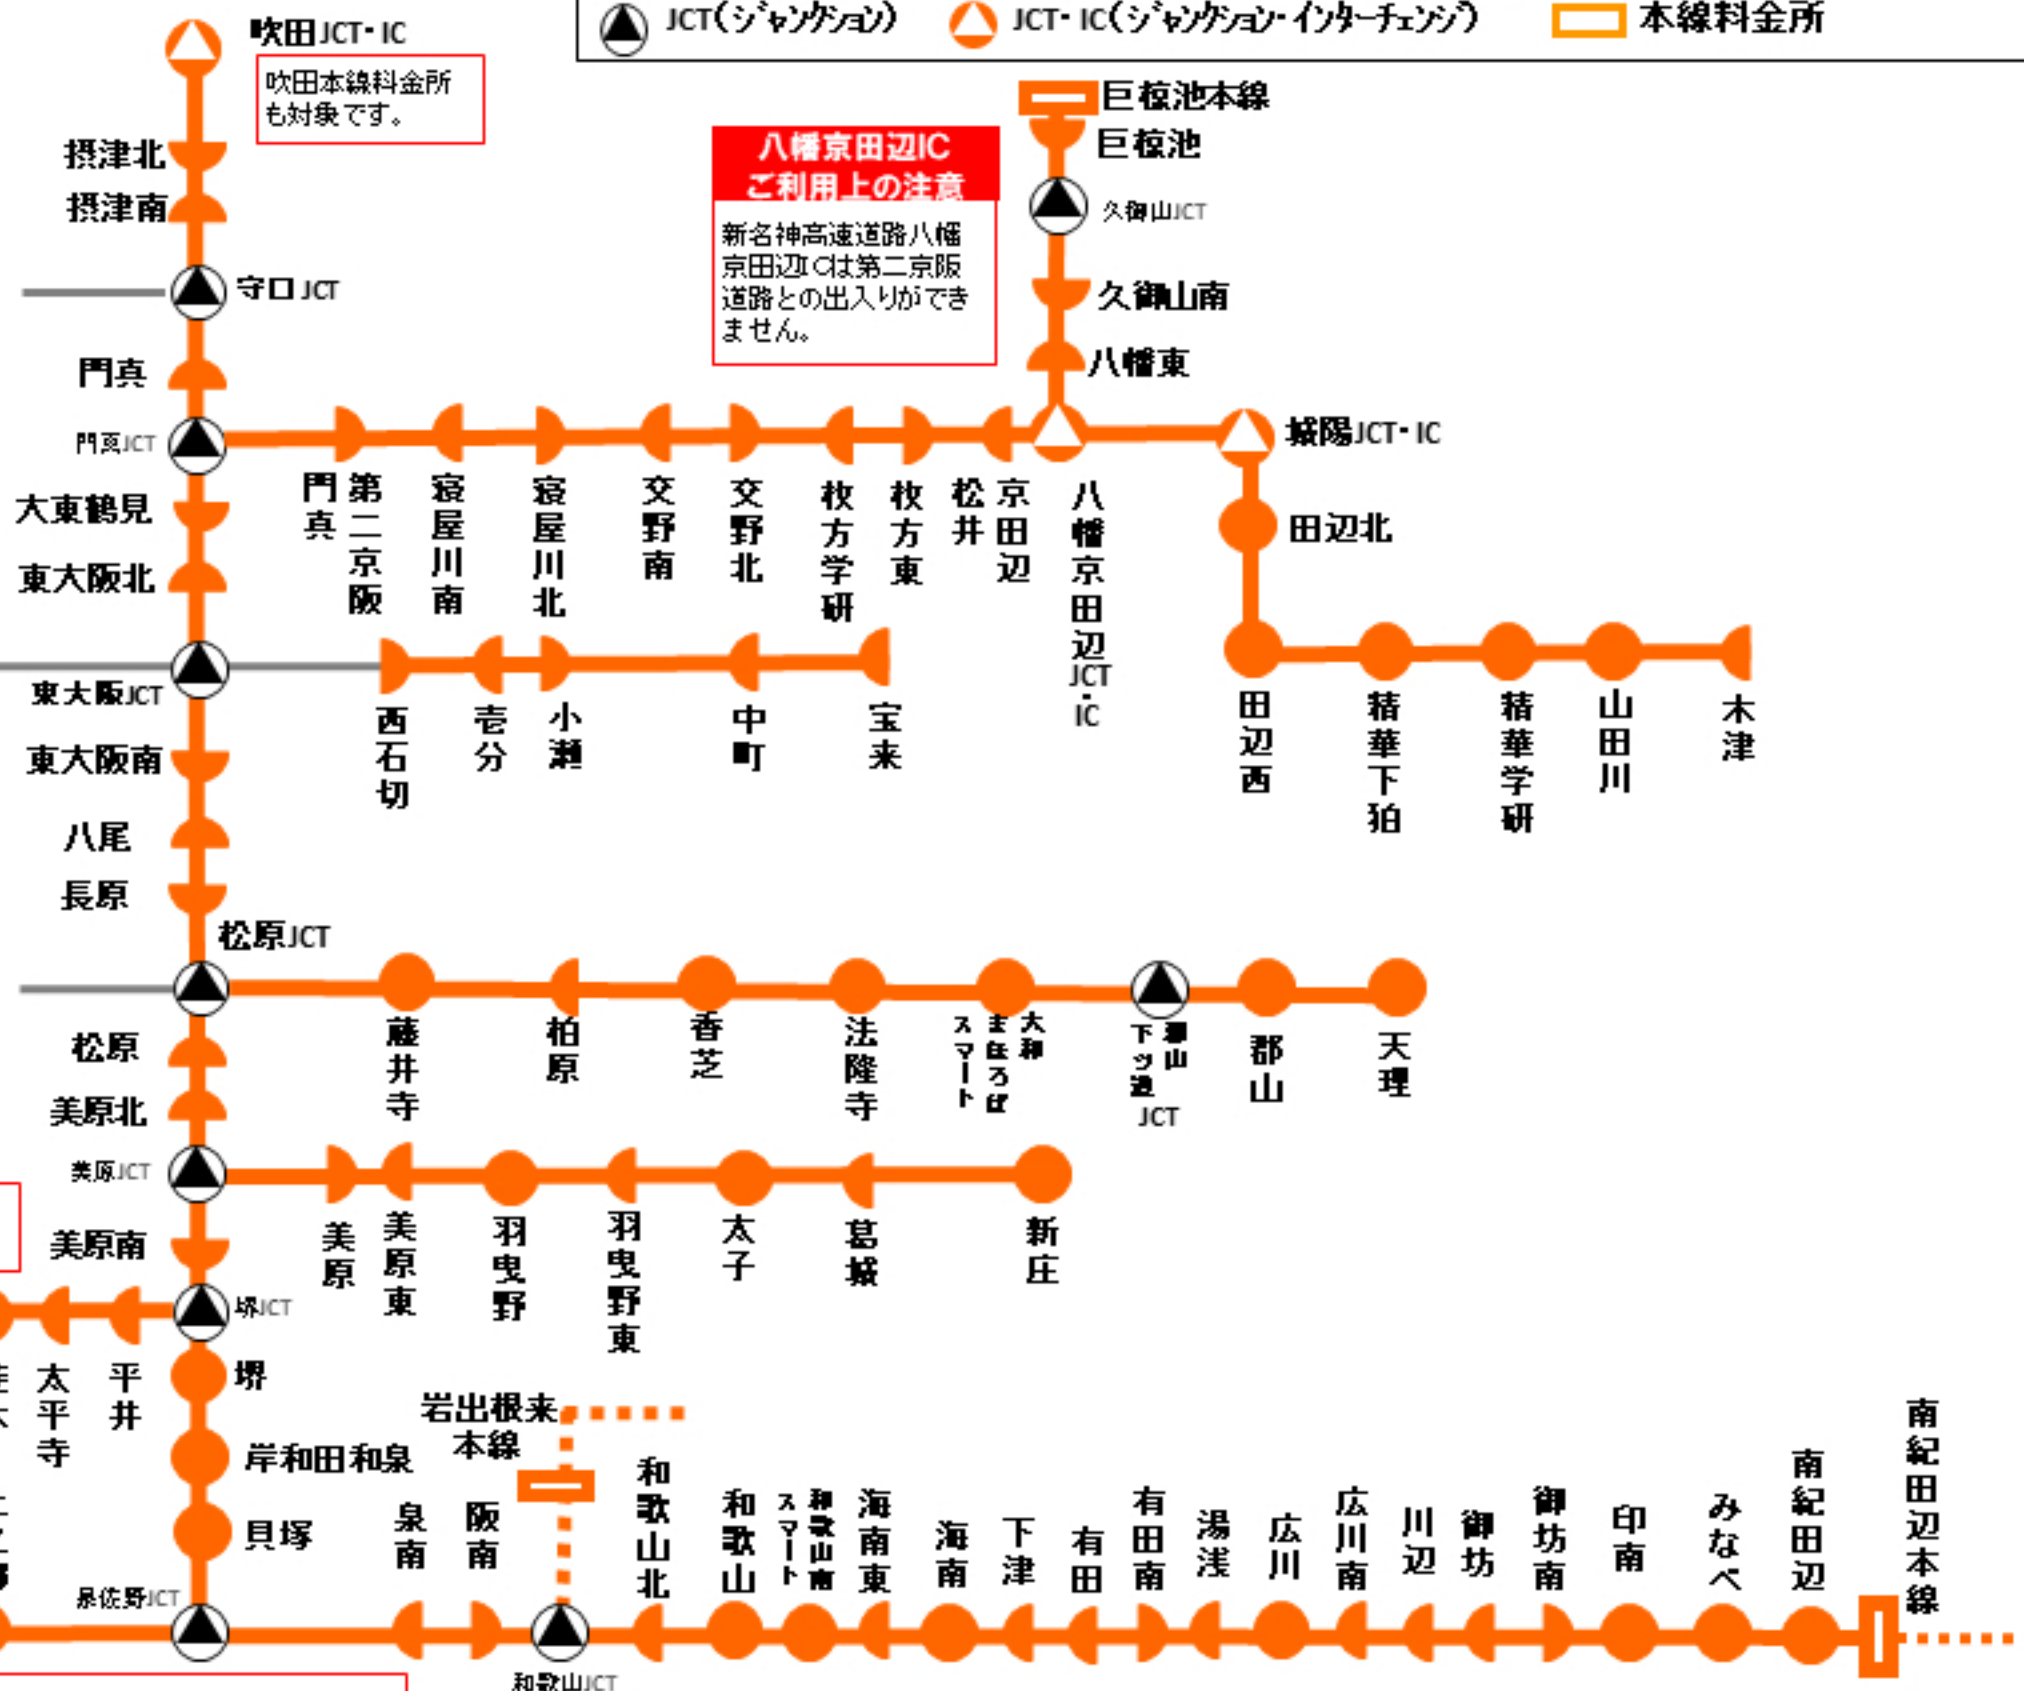 JCT(ジャンクション)
JCT・IC(ジャンクション・インターチェンジ)
本線料金所
吹田JCT・IC
吹田本線料金所
も対象です。
摂津北
摂津南
守口JCT
門真
門真JCT
大東鶴見
東大阪北
東大阪JCT
東大阪南
八尾
長原
松原JCT
松原
美原北
美原JCT
美原南
堺JCT
堺
岸和田和泉
貝塚
泉佐野JCT
巨椋池本線
巨椋池
久御山JCT
久御山南
八幡東
八幡京田辺IC
ご利用上の注意
新名神高速道路八幡
京田辺ICは第二京阪
道路との出入りができ
ません。
門真
第二京阪
寝屋川南
寝屋川北
交野南
交野北
枚方学研
枚方東
松井
京田辺
八幡京田辺JCT・IC
城陽JCT・IC
田辺北
田辺西
精華下狛
精華学研
山田川
木津
西石切
壱分
小瀬
中町
宝来
藤井寺
柏原
香芝
法隆寺
大和
まほろば
スマート
郡山
下ツ道
JCT
郡山
天理
美原
美原東
羽曳野
羽曳野東
太子
葛城
新庄
太平寺
平井
岩出根来
本線
泉南
阪南
和歌山JCT
和歌山北
和歌山
和歌山南
スマート
海南東
海南
下津
有田
有田南
湯浅
広川
広川南
川辺
御坊
御坊南
印南
みなべ
南紀田辺
南紀田辺本線